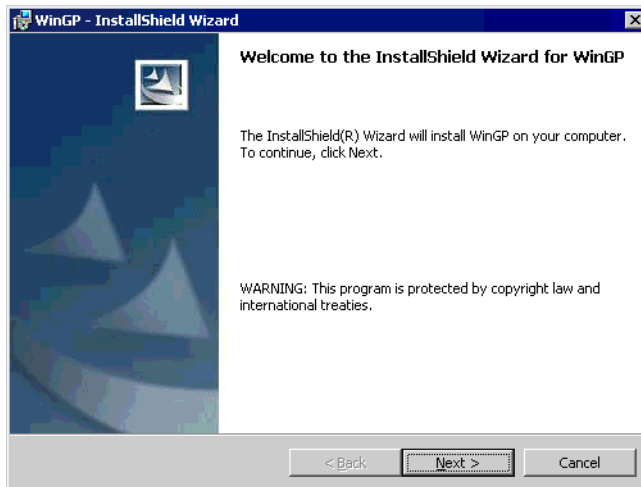 WinGP - InstallShield Wizard
Welcome to the InstallShield Wizard for WinGP
The InstallShield(R) Wizard will install WinGP on your computer.
To continue, click Next.
WARNING: This program is protected by copyright law and
international treaties.
< Back
Next >
Cancel